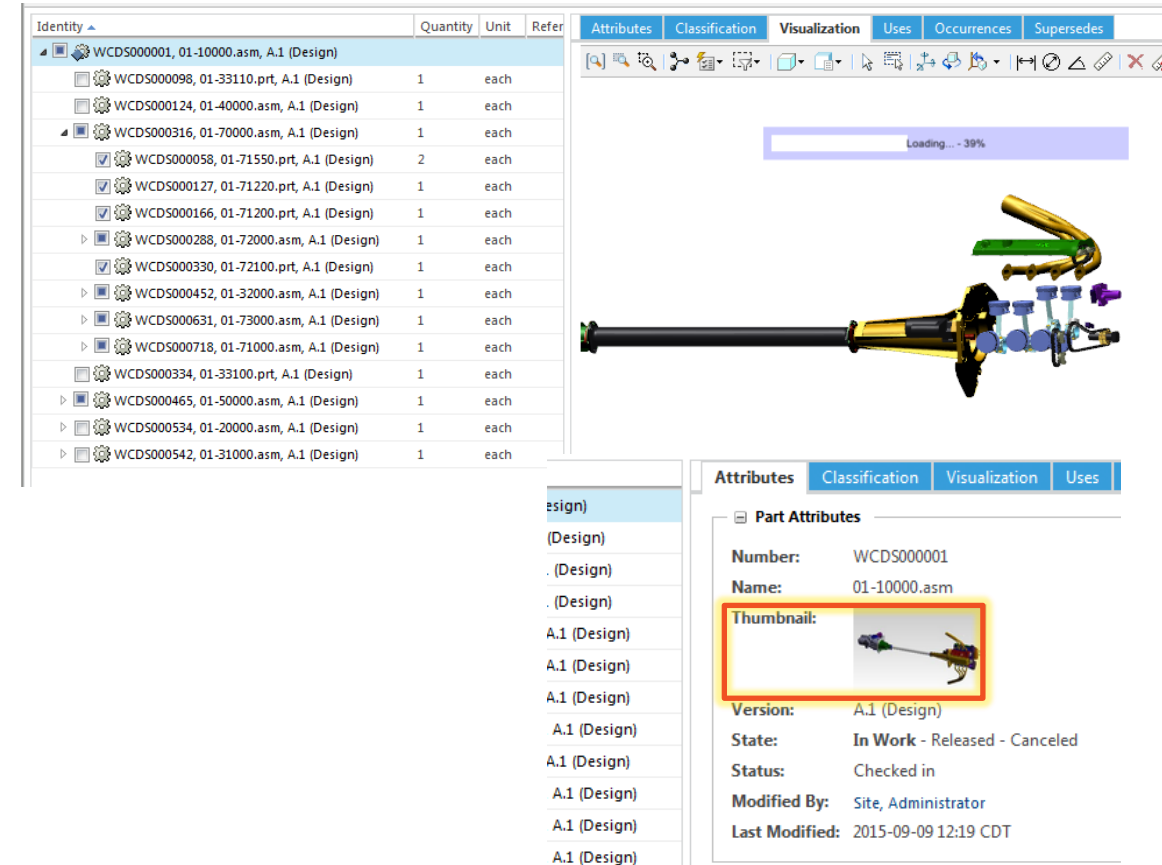 Identity Quantity Unit Refer
WCDS000001, 01-10000.asm, A.1 (Design)
WCDS000098, 01-33110.prt, A.1 (Design) 1 each
WCDS000124, 01-40000.asm, A.1 (Design) 1 each
WCDS000316, 01-70000.asm, A.1 (Design) 1 each
WCDS000058, 01-71550.prt, A.1 (Design) 2 each
WCDS000127, 01-71220.prt, A.1 (Design) 1 each
WCDS000166, 01-71200.prt, A.1 (Design) 1 each
WCDS000288, 01-72000.asm, A.1 (Design) 1 each
WCDS000330, 01-72100.prt, A.1 (Design) 1 each
WCDS000452, 01-32000.asm, A.1 (Design) 1 each
WCDS000631, 01-73000.asm, A.1 (Design) 1 each
WCDS000718, 01-71000.asm, A.1 (Design) 1 each
WCDS000334, 01-33100.prt, A.1 (Design) 1 each
WCDS000465, 01-50000.asm, A.1 (Design) 1 each
WCDS000534, 01-20000.asm, A.1 (Design) 1 each
WCDS000542, 01-31000.asm, A.1 (Design) 1 each
Attributes Classification Visualization Uses Occurrences Supersedes
Loading... - 39%
esign)
(Design)
. (Design)
. (Design)
A.1 (Design)
A.1 (Design)
A.1 (Design)
A.1 (Design)
A.1 (Design)
A.1 (Design)
A.1 (Design)
A.1 (Design)
Attributes Classification Visualization Uses
Part Attributes
Number: WCDS000001
Name: 01-10000.asm
Thumbnail:
Version: A.1 (Design)
State: In Work - Released - Canceled
Status: Checked in
Modified By: Site, Administrator
Last Modified: 2015-09-09 12:19 CDT